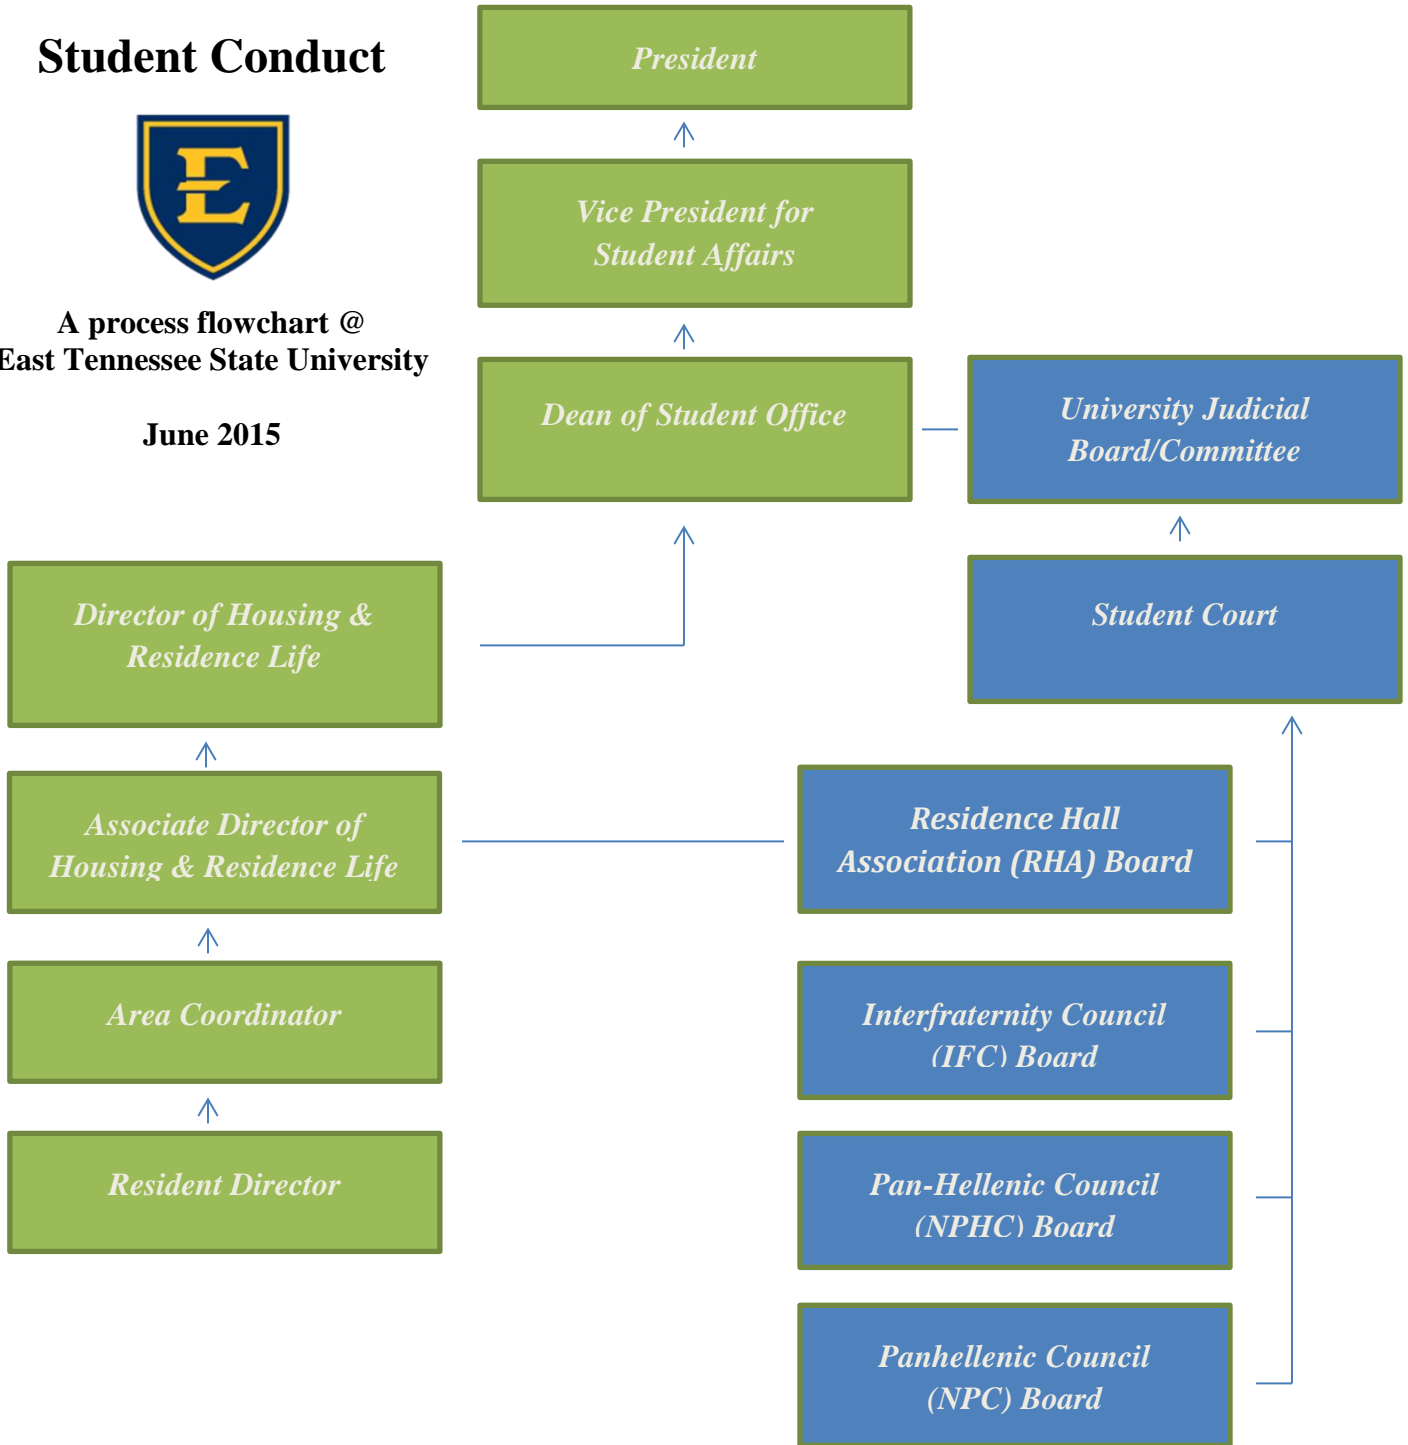 Student Conduct
E
A process flowchart @
East Tennessee State University
June 2015
President
Vice President for
Student Affairs
Dean of Student Office
University Judicial
Board/Committee
Student Court
Director of Housing &
Residence Life
Associate Director of
Housing & Residence Life
Residence Hall
Association (RHA) Board
Area Coordinator
Interfraternity Council
(IFC) Board
Resident Director
Pan-Hellenic Council
(NPHC) Board
Panhellenic Council
(NPC) Board